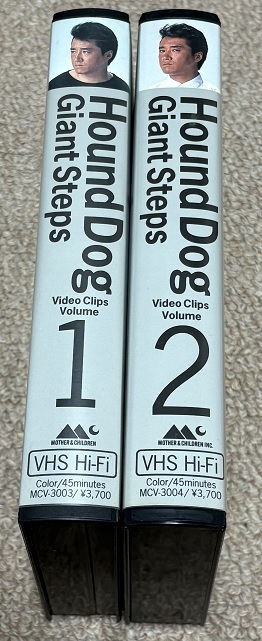 Hound Dog
Giant Steps
Video Clips
Volume
1
MOTHER & CHILDREN
VHS Hi-Fi
Color/45minutes
MCV-3003/¥3,700
Hound Dog
Giant Steps
Video Clips
Volume
2
MOTHER & CHILDREN INC.
VHS Hi-Fi
Color/45minutes
MCV-3004/¥3,700